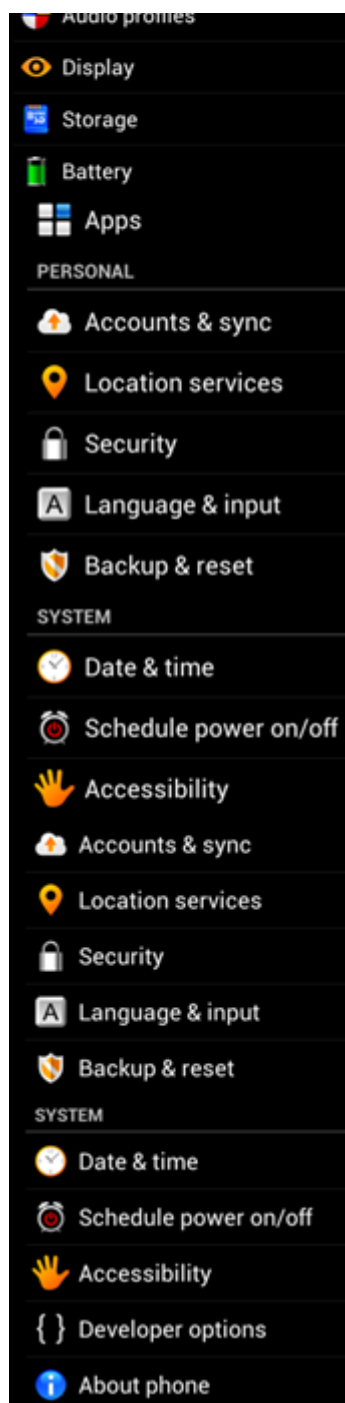 Audio profiles
Display
Storage
Battery
Apps
PERSONAL
Accounts & sync
Location services
Security
A Language & input
Backup & reset
SYSTEM
Date & time
Schedule power on/off
Accessibility
Accounts & sync
Location services
Security
A Language & input
Backup & reset
SYSTEM
Date & time
Schedule power on/off
Accessibility
{ } Developer options
About phone